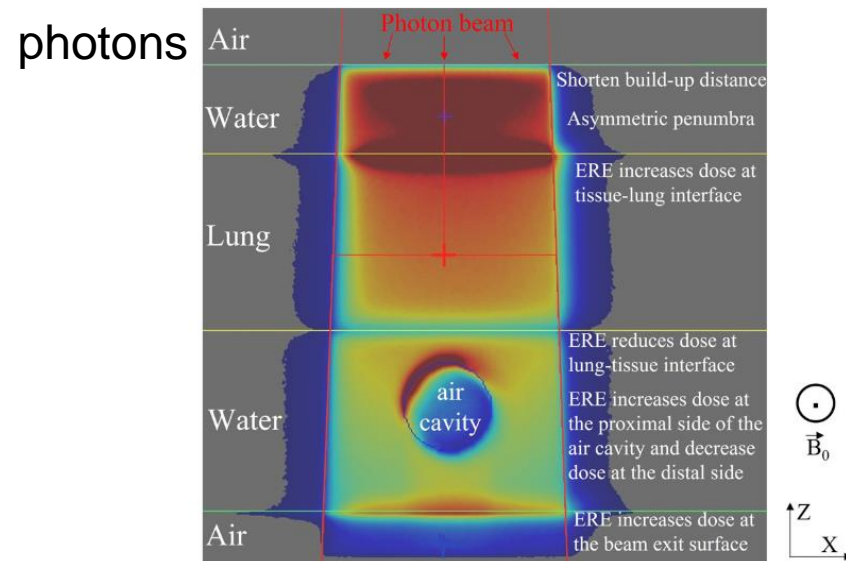 photons
Air
Photon beam
Shorten build-up distance
Water
Asymmetric penumbra
ERE increases dose at
tissue-lung interface
Lung
ERE reduces dose at
lung-tissue interface
air
cavity
Water
ERE increases dose at
the proximal side of the
air cavity and decrease
dose at the distal side
B₀
Air
ERE increases dose at
the beam exit surface
Z
X